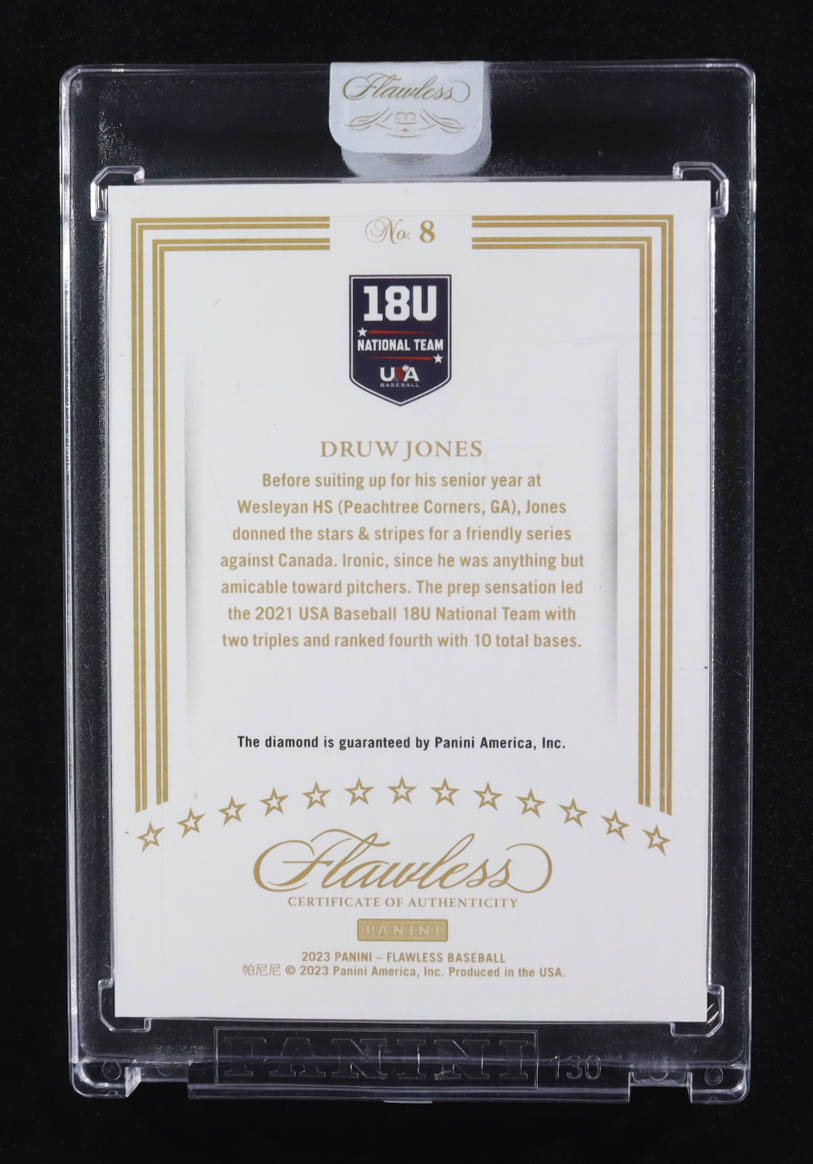 Flawless
No. 8
18U
NATIONAL TEAM
USA
BASEBALL
DRUW JONES
Before suiting up for his senior year at
Wesleyan HS (Peachtree Corners, GA), Jones
donned the stars & stripes for a friendly series
against Canada. Ironic, since he was anything but
amicable toward pitchers. The prep sensation led
the 2021 USA Baseball 18U National Team with
two triples and ranked fourth with 10 total bases.
The diamond is guaranteed by Panini America, Inc.
Flawless
CERTIFICATE OF AUTHENTICITY
PANINI
2023 PANINI – FLAWLESS BASEBALL
帕尼尼 © 2023 Panini America, Inc. Produced in the USA.
PANINI 130